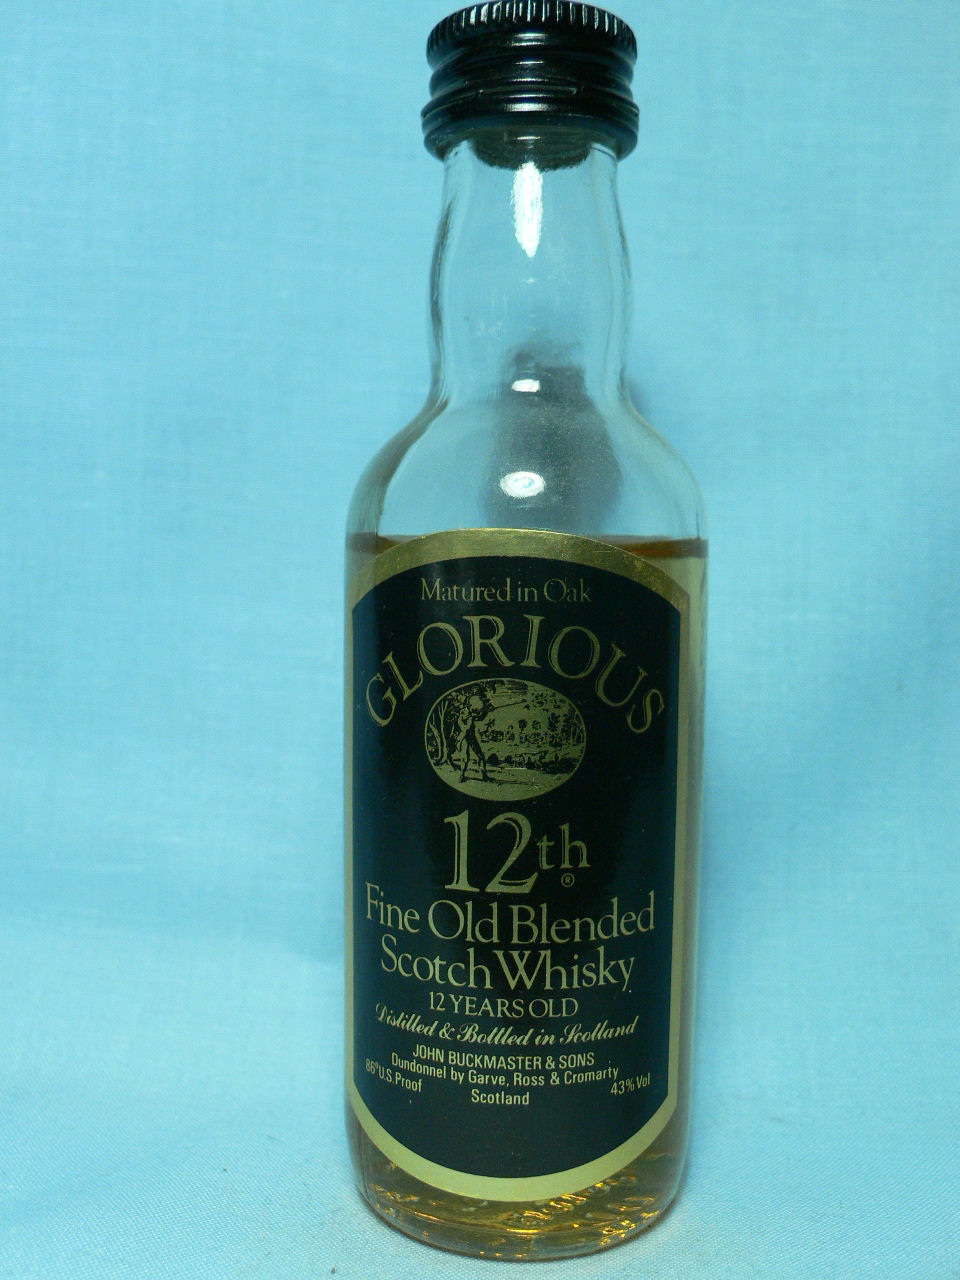 Matured in Oak
GLORIOUS
12th
®
Fine Old Blended
Scotch Whisky
12 YEARS OLD
Distilled & Bottled in Scotland
JOHN BUCKMASTER & SONS
Dundonnel by Garve, Ross & Cromarty
86° U.S. Proof
Scotland
43% Vol